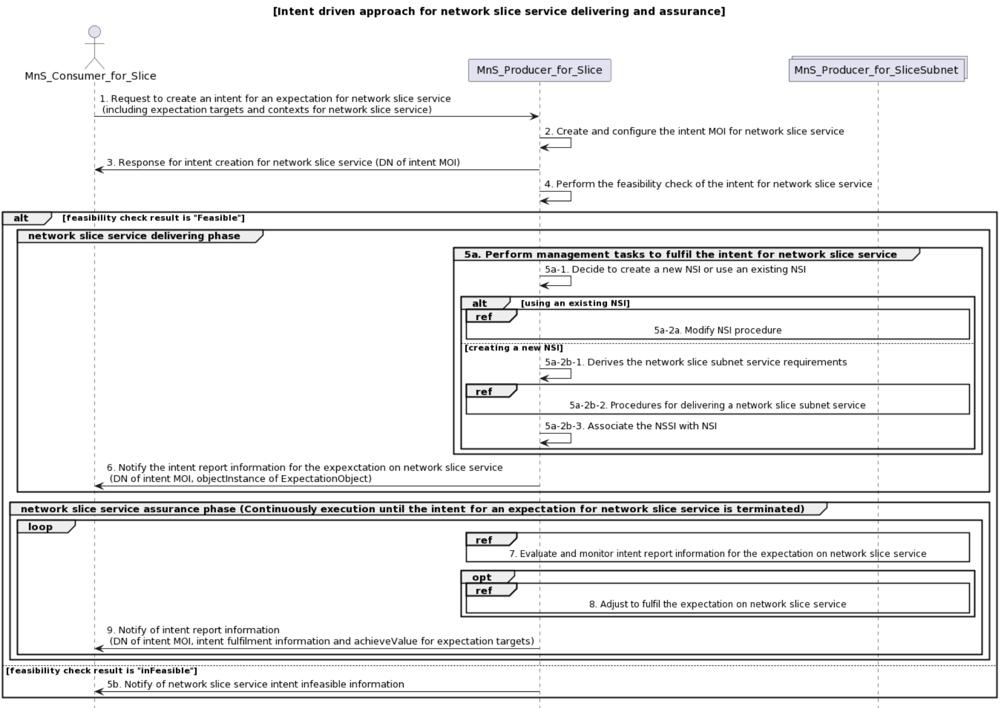 [Intent driven approach for network slice service delivering and assurance]
MnS_Consumer_for_Slice
MnS_Producer_for_Slice
MnS_Producer_for_SliceSubnet
1. Request to create an intent for an expectation for network slice service
(including expectation targets and contexts for network slice service)
2. Create and configure the intent MOI for network slice service
3. Response for intent creation for network slice service (DN of intent MOI)
4. Perform the feasibility check of the intent for network slice service
alt [feasibility check result is "Feasible"]
network slice service delivering phase
5a. Perform management tasks to fulfil the intent for network slice service
5a-1. Decide to create a new NSI or use an existing NSI
alt [using an existing NSI]
ref
5a-2a. Modify NSI procedure
[creating a new NSI]
5a-2b-1. Derives the network slice subnet service requirements
ref
5a-2b-2. Procedures for delivering a network slice subnet service
5a-2b-3. Associate the NSSI with NSI
6. Notify the intent report information for the expexctation on network slice service
(DN of intent MOI, objectInstance of ExpectationObject)
network slice service assurance phase (Continuously execution until the intent for an expectation for network slice service is terminated)
loop
ref
7. Evaluate and monitor intent report information for the expectation on network slice service
opt
ref
8. Adjust to fulfil the expectation on network slice service
9. Notify of intent report information
(DN of intent MOI, intent fulfilment information and achieveValue for expectation targets)
[feasibility check result is "inFeasible"]
5b. Notify of network slice service intent infeasible information